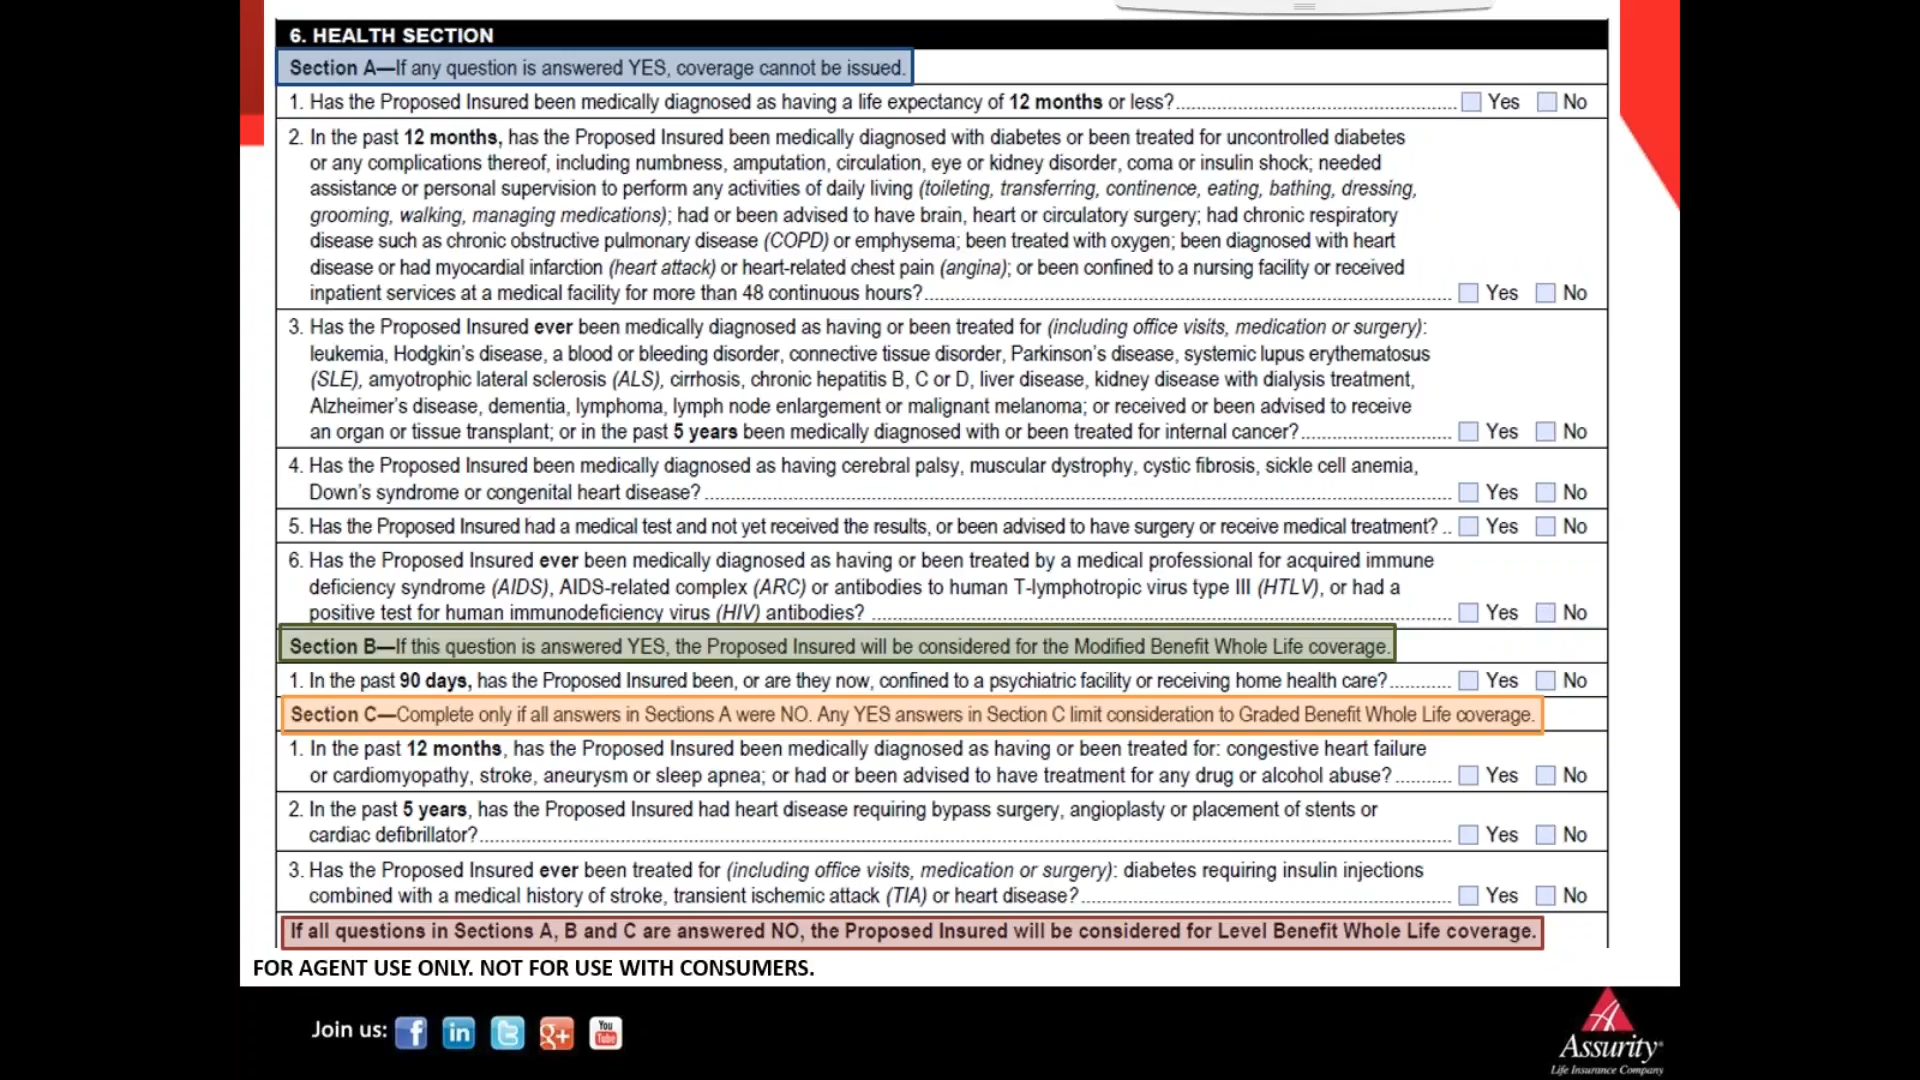 6. HEALTH SECTION
Section A—If any question is answered YES, coverage cannot be issued.
1. Has the Proposed Insured been medically diagnosed as having a life expectancy of 12 months or less?.......... Yes No
2. In the past 12 months, has the Proposed Insured been medically diagnosed with diabetes or been treated for uncontrolled diabetes
or any complications thereof, including numbness, amputation, circulation, eye or kidney disorder, coma or insulin shock; needed
assistance or personal supervision to perform any activities of daily living (toileting, transferring, continence, eating, bathing, dressing,
grooming, walking, managing medications); had or been advised to have brain, heart or circulatory surgery; had chronic respiratory
disease such as chronic obstructive pulmonary disease (COPD) or emphysema; been treated with oxygen; been diagnosed with heart
disease or had myocardial infarction (heart attack) or heart-related chest pain (angina); or been confined to a nursing facility or received
inpatient services at a medical facility for more than 48 continuous hours?.......... Yes No
3. Has the Proposed Insured ever been medically diagnosed as having or been treated for (including office visits, medication or surgery):
leukemia, Hodgkin's disease, a blood or bleeding disorder, connective tissue disorder, Parkinson's disease, systemic lupus erythematosus
(SLE), amyotrophic lateral sclerosis (ALS), cirrhosis, chronic hepatitis B, C or D, liver disease, kidney disease with dialysis treatment,
Alzheimer's disease, dementia, lymphoma, lymph node enlargement or malignant melanoma; or received or been advised to receive
an organ or tissue transplant; or in the past 5 years been medically diagnosed with or been treated for internal cancer?.......... Yes No
4. Has the Proposed Insured been medically diagnosed as having cerebral palsy, muscular dystrophy, cystic fibrosis, sickle cell anemia,
Down's syndrome or congenital heart disease? .......... Yes No
5. Has the Proposed Insured had a medical test and not yet received the results, or been advised to have surgery or receive medical treatment? .. Yes No
6. Has the Proposed Insured ever been medically diagnosed as having or been treated by a medical professional for acquired immune
deficiency syndrome (AIDS), AIDS-related complex (ARC) or antibodies to human T-lymphotropic virus type III (HTLV), or had a
positive test for human immunodeficiency virus (HIV) antibodies? .......... Yes No
Section B—If this question is answered YES, the Proposed Insured will be considered for the Modified Benefit Whole Life coverage.
1. In the past 90 days, has the Proposed Insured been, or are they now, confined to a psychiatric facility or receiving home health care?.......... Yes No
Section C—Complete only if all answers in Sections A were NO. Any YES answers in Section C limit consideration to Graded Benefit Whole Life coverage.
1. In the past 12 months, has the Proposed Insured been medically diagnosed as having or been treated for: congestive heart failure
or cardiomyopathy, stroke, aneurysm or sleep apnea; or had or been advised to have treatment for any drug or alcohol abuse?.......... Yes No
2. In the past 5 years, has the Proposed Insured had heart disease requiring bypass surgery, angioplasty or placement of stents or
cardiac defibrillator?.......... Yes No
3. Has the Proposed Insured ever been treated for (including office visits, medication or surgery): diabetes requiring insulin injections
combined with a medical history of stroke, transient ischemic attack (TIA) or heart disease?.......... Yes No
If all questions in Sections A, B and C are answered NO, the Proposed Insured will be considered for Level Benefit Whole Life coverage.
FOR AGENT USE ONLY. NOT FOR USE WITH CONSUMERS.
Join us: f in t g+ You Tube
Assurity
Life Insurance Company